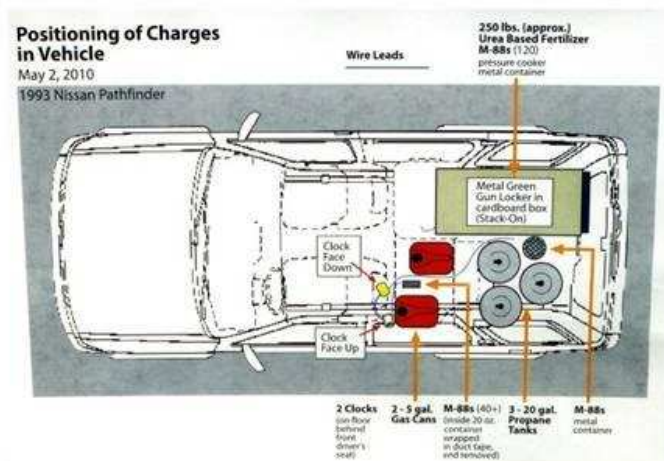 Positioning of Charges
in Vehicle
May 2, 2010
1993 Nissan Pathfinder
Wire Leads
250 lbs. (approx.)
Urea Based Fertilizer
M-88s (120)
pressure cooker
metal container
Metal Green
Gun Locker in
cardboard box
(Stack-On)
Clock
Face
Down
Clock
Face Up
2 Clocks
(on floor
behind
front
driver's
seat)
2 - 5 gal.
Gas Cans
M-88s (40+)
(inside 20 oz.
container
wrapped
in duct tape,
end removed)
3 - 20 gal.
Propane
Tanks
M-88s
metal
container